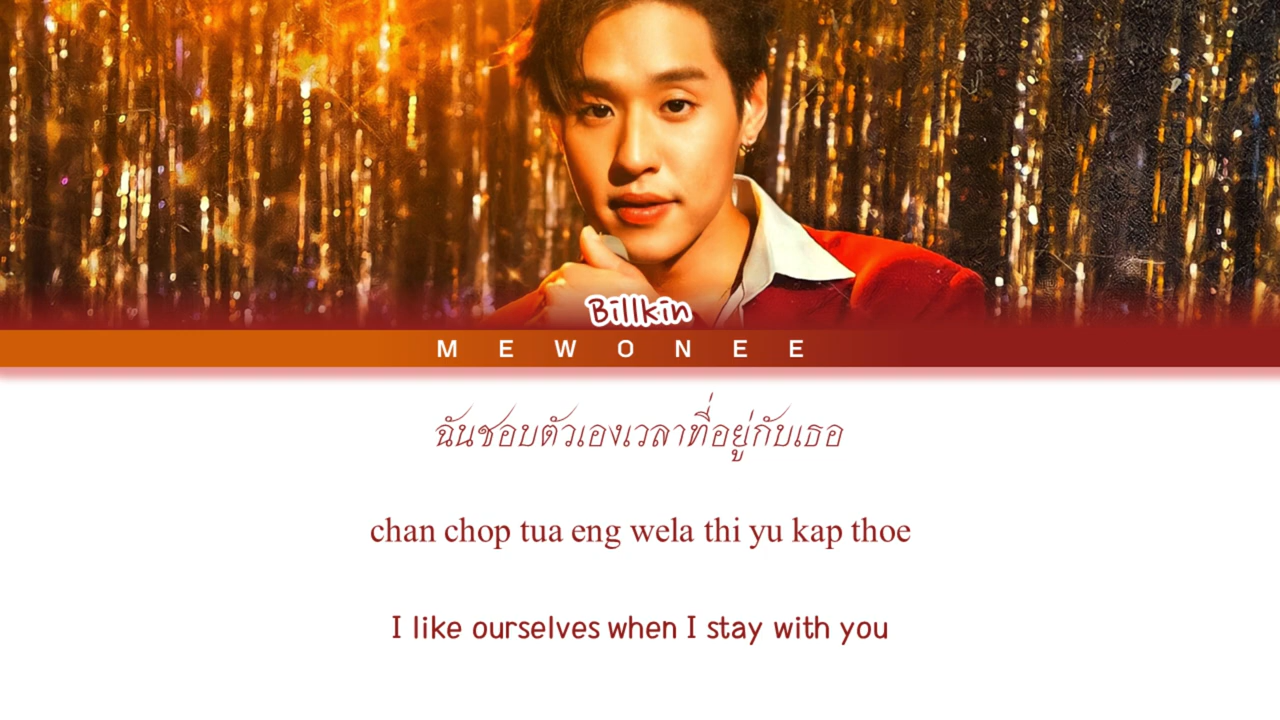 Billkin
MEWONEE
ฉันชอบตัวเองเวลาที่อยู่กับเธอ
chan chop tua eng wela thi yu kap thoe
I like ourselves when I stay with you